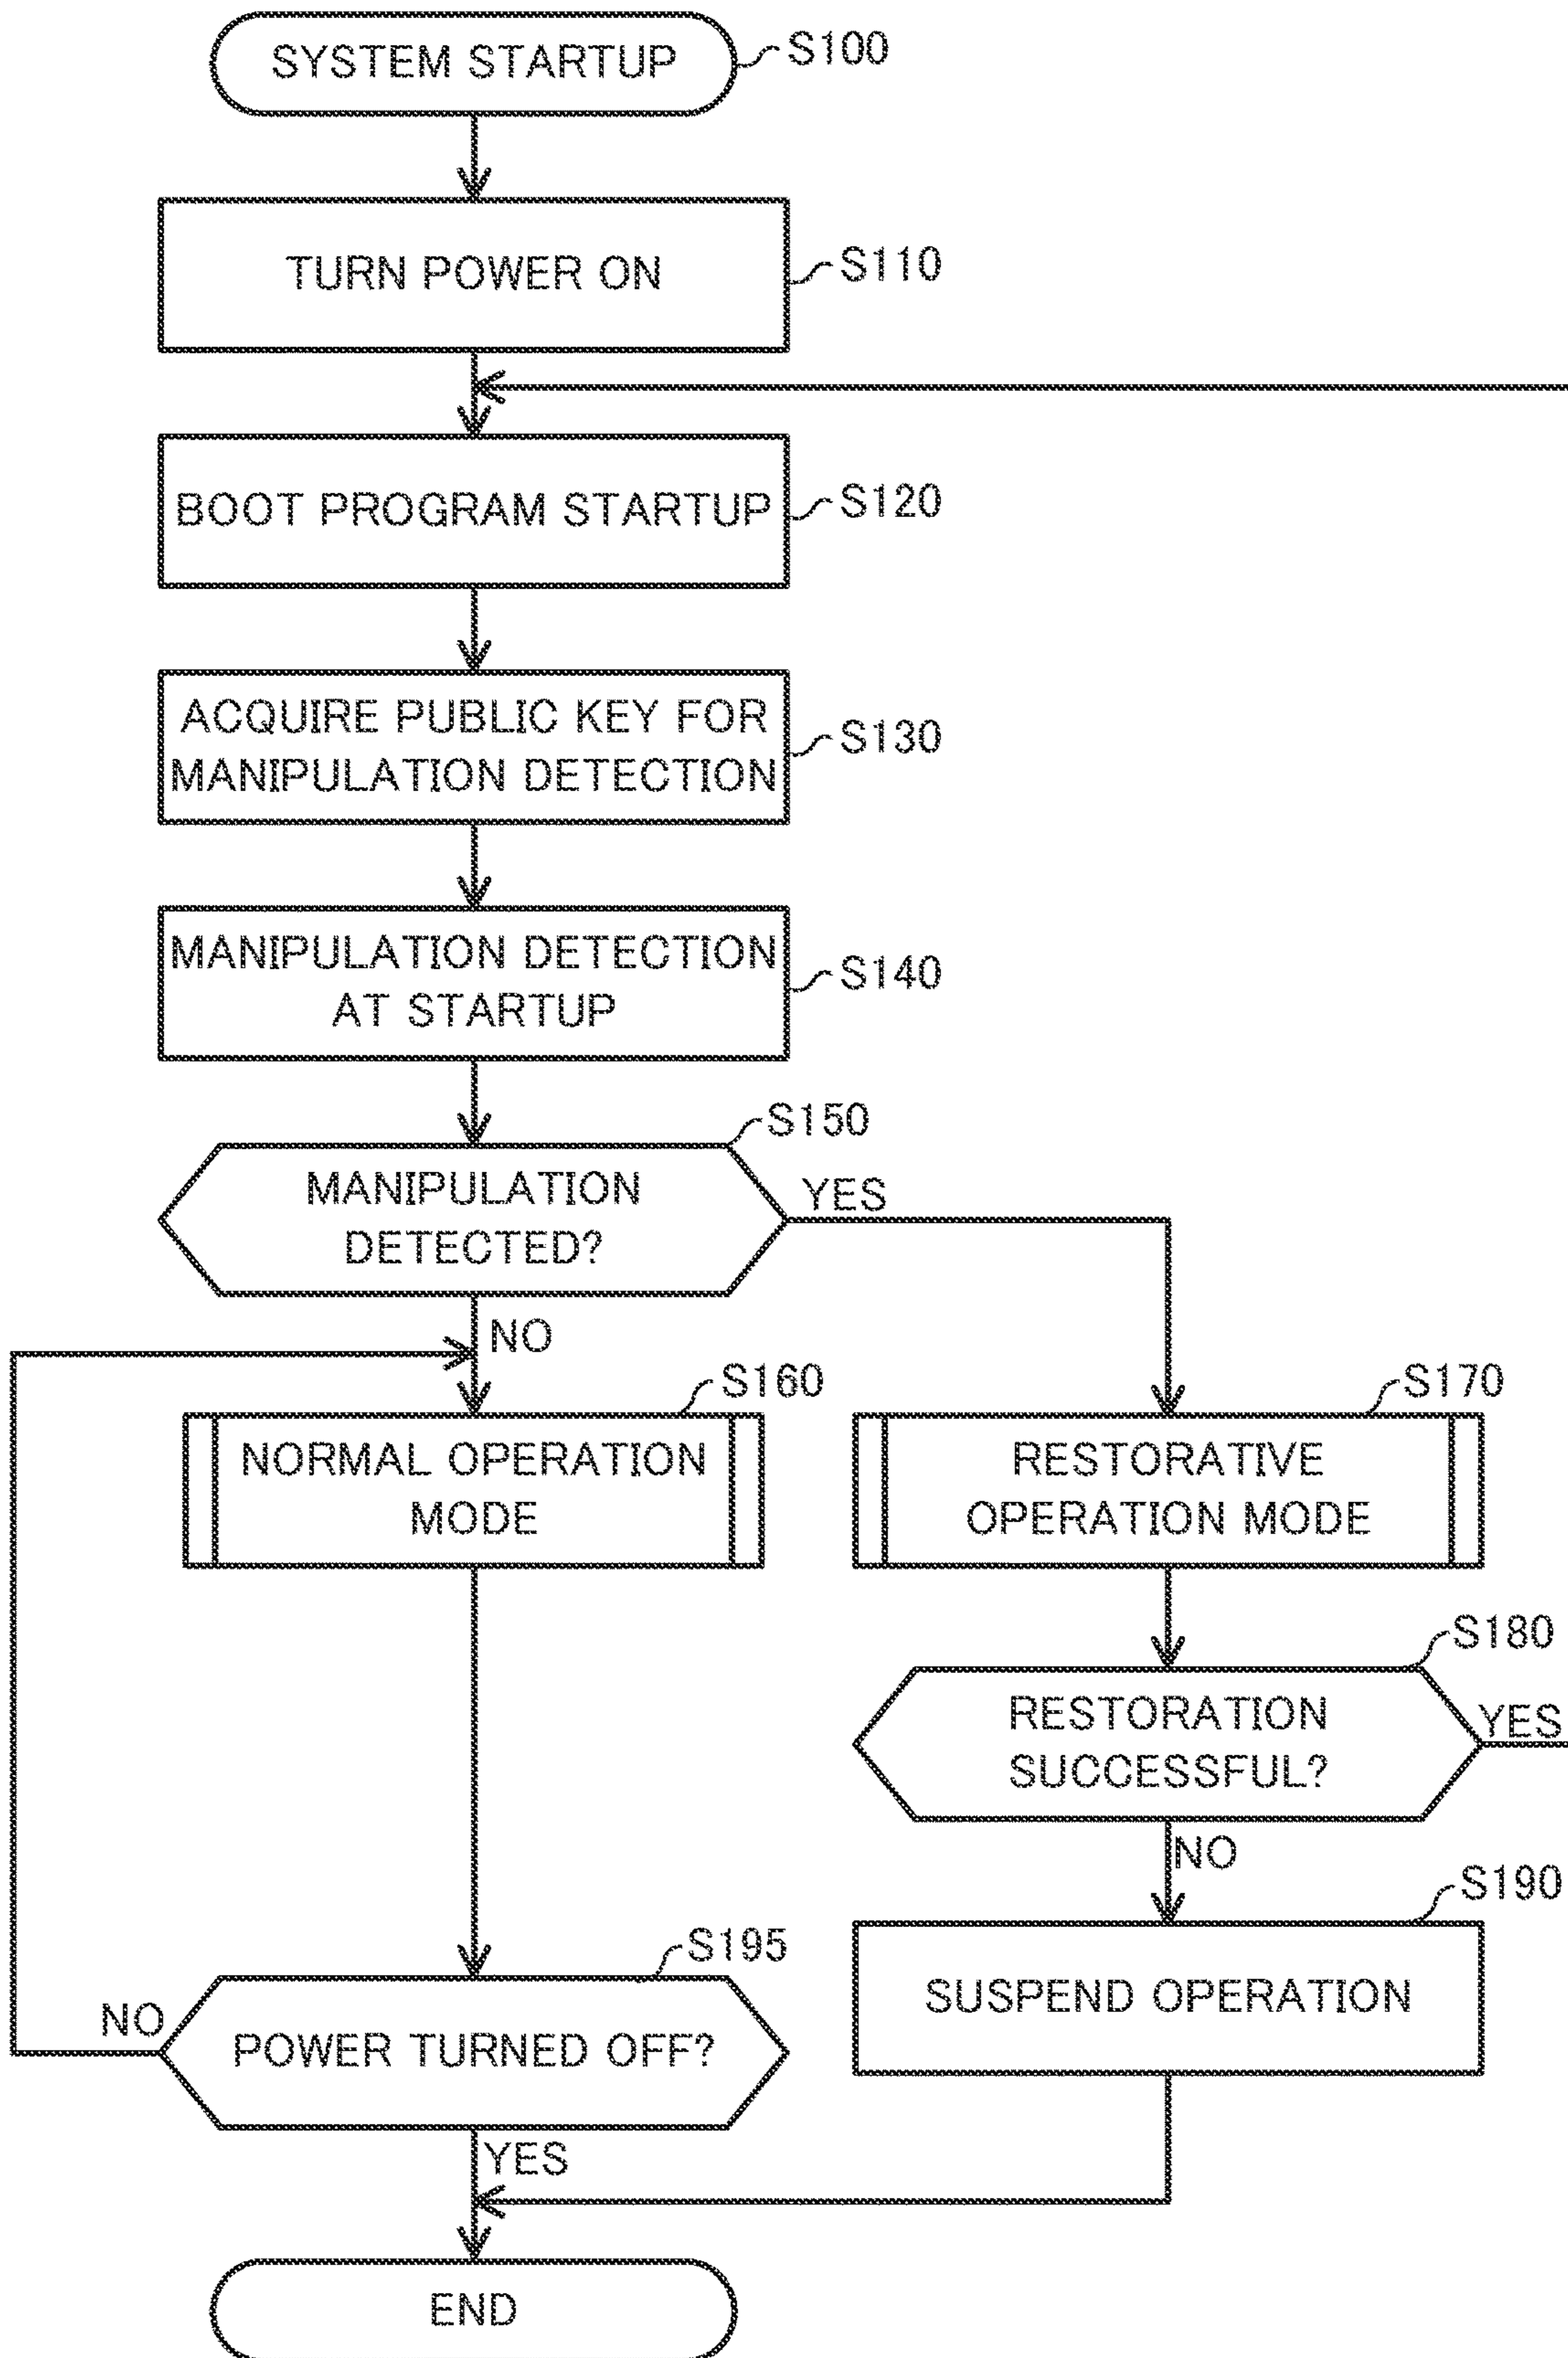 SYSTEM STARTUP
S100
TURN POWER ON
S110
BOOT PROGRAM STARTUP
S120
ACQUIRE PUBLIC KEY FOR
MANIPULATION DETECTION
S130
MANIPULATION DETECTION
AT STARTUP
S140
S150
MANIPULATION
DETECTED?
YES
NO
S160
NORMAL OPERATION
MODE
S170
RESTORATIVE
OPERATION MODE
S180
RESTORATION
SUCCESSFUL?
YES
NO
S190
SUSPEND OPERATION
S195
NO
POWER TURNED OFF?
YES
END